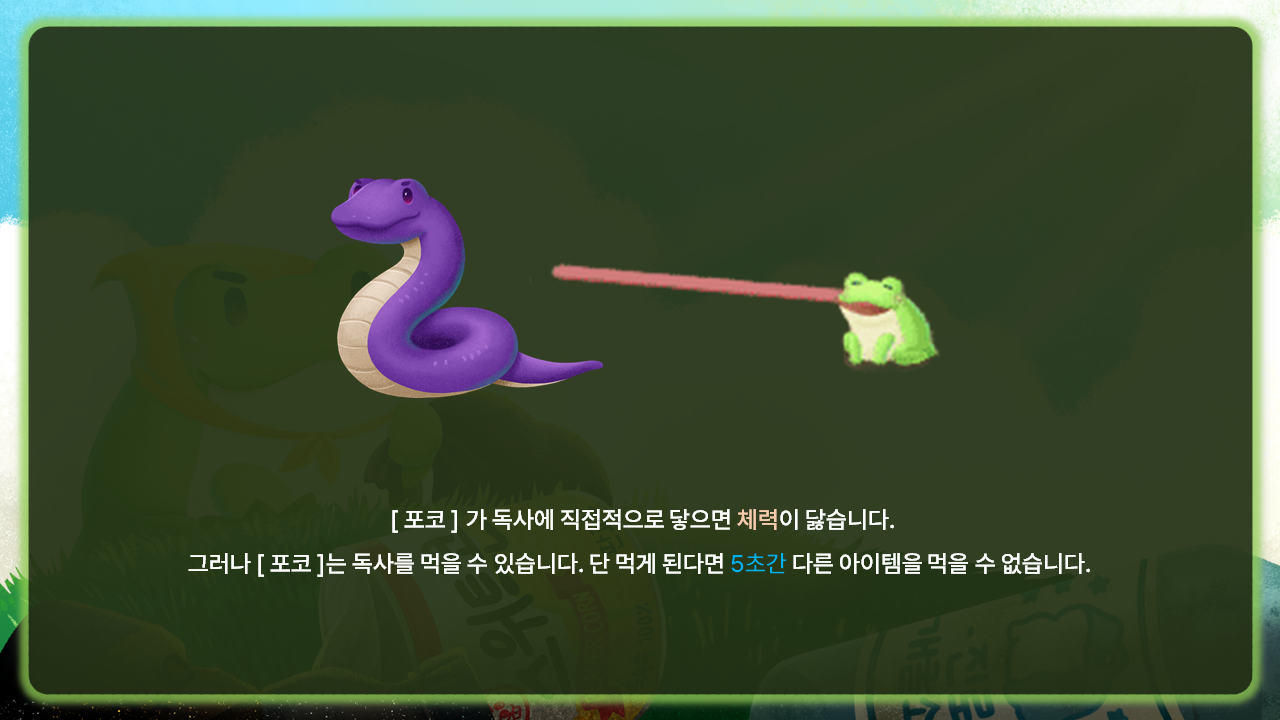 [ 포코 ] 가 독사에 직접적으로 닿으면 체력이 닳습니다.
그러나 [ 포코 ]는 독사를 먹을 수 있습니다. 단 먹게 된다면 5초간 다른 아이템을 먹을 수 없습니다.